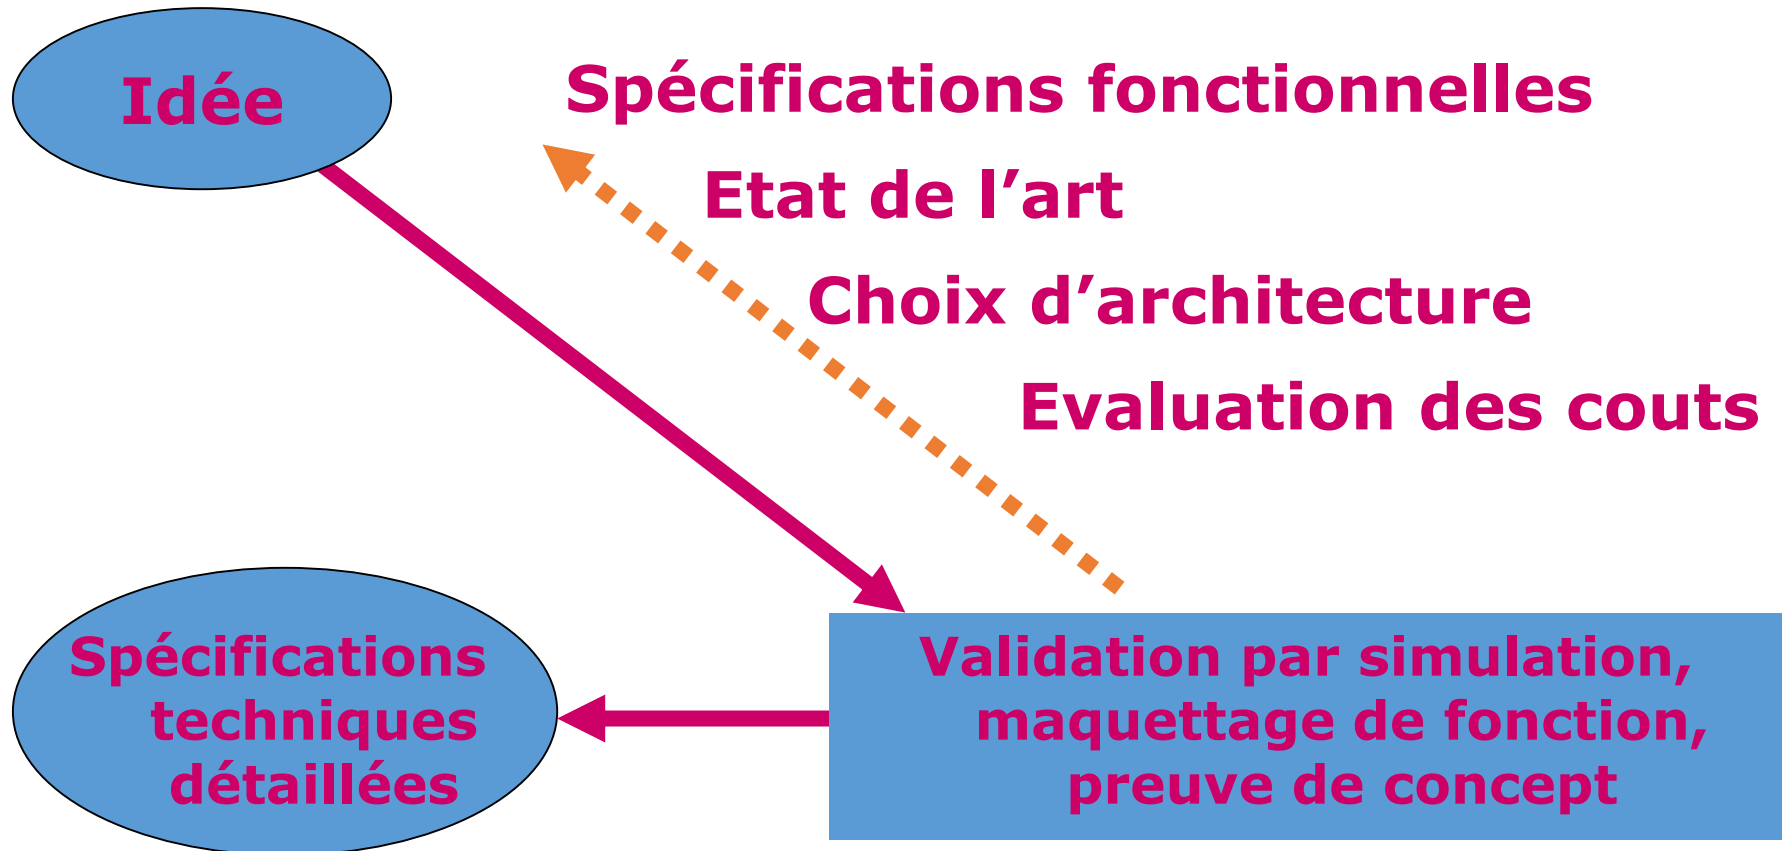 Idée
Spécifications fonctionnelles
Etat de l’art
Choix d’architecture
Evaluation des couts
Spécifications
techniques
détaillées
Validation par simulation,
maquettage de fonction,
preuve de concept